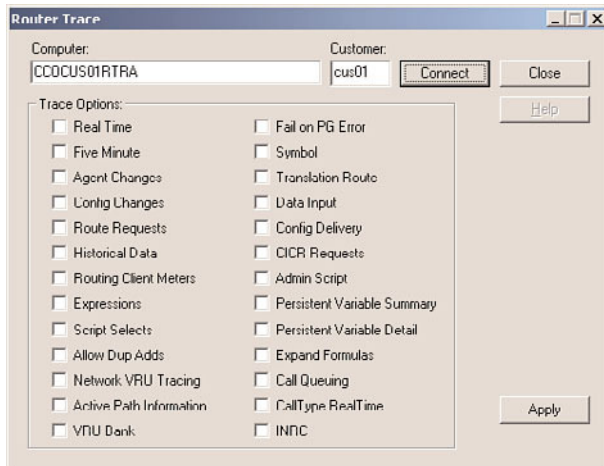 Router Trace
Computer: Customer:
CCOCUS01RTRA cus01 Connect Close
Trace Options: Help
Real Time Fail on PG Error
Five Minute Symbol
Agent Changes Translation Route
Config Changes Data Input
Route Requests Config Delivery
Historical Data CICR Requests
Routing Client Meters Admin Script
Expressions Persistent Variable Summary
Script Selects Persistent Variable Detail
Allow Dup Adds Expand Formulas
Network VRU Tracing Call Queuing
Active Path Information CallType RealTime Apply
VRU Bank INRC